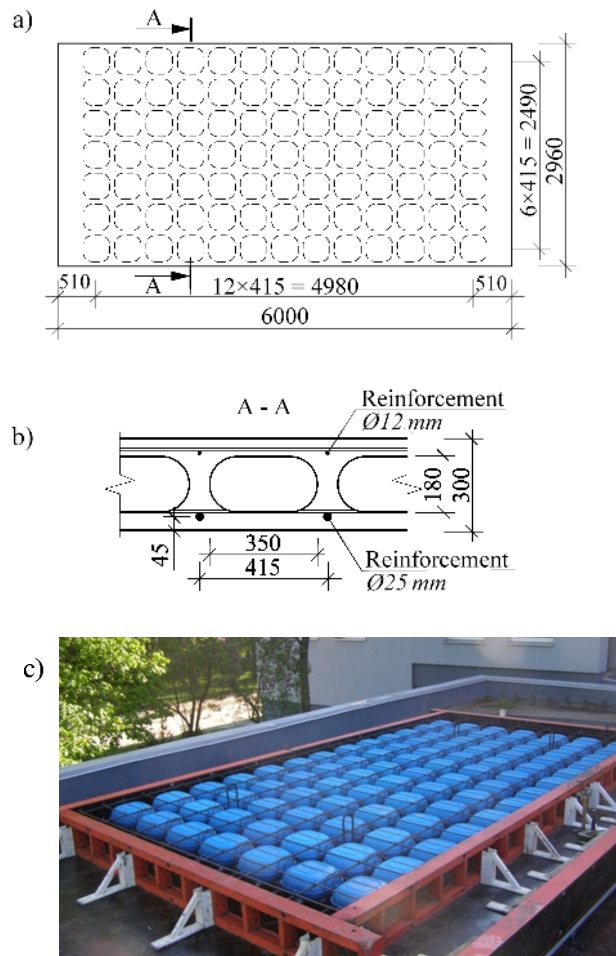 a)
A
6×415 = 2490
2960
A
510
12×415 = 4980
510
6000
b)
A - A
Reinforcement
Ø12 mm
180
300
45
350
415
Reinforcement
Ø25 mm
c)